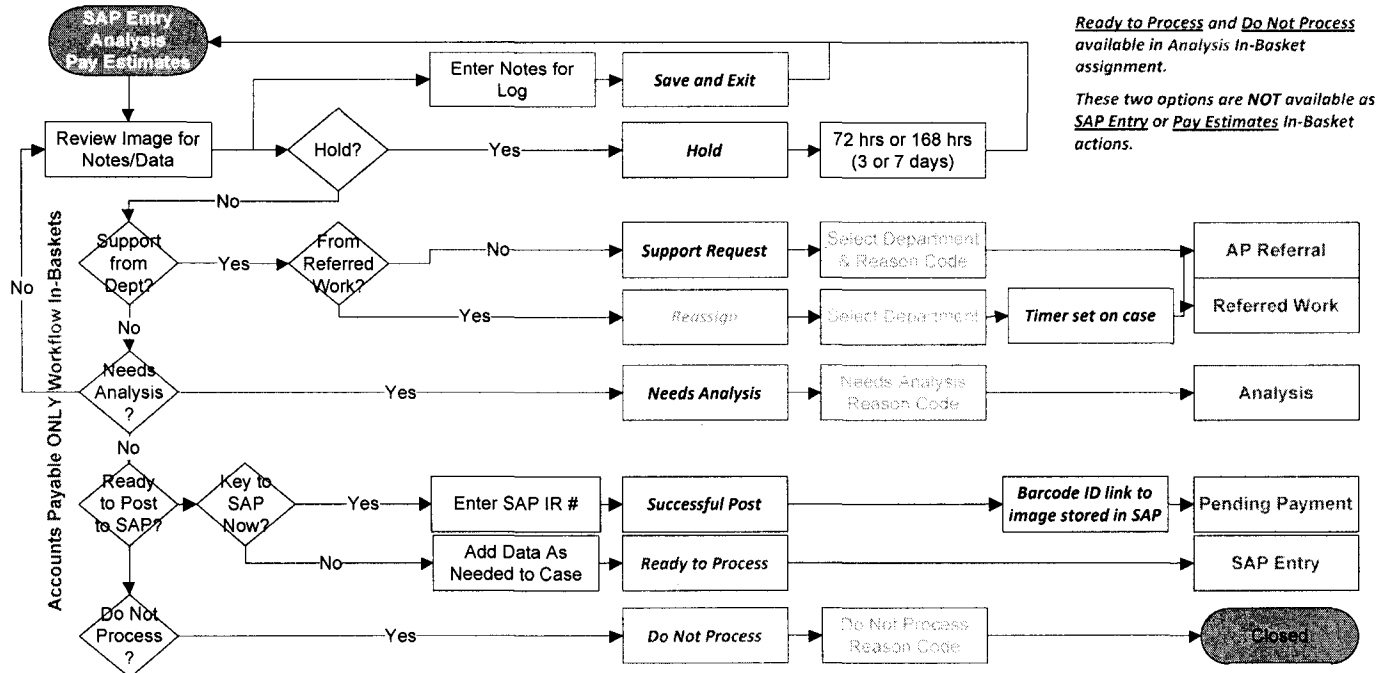 SAP Entry
Analysis
Pay Estimates
Ready to Process and Do Not Process
available in Analysis In-Basket
assignment.
These two options are NOT available as
SAP Entry or Pay Estimates In-Basket
actions.
Enter Notes for
Log
Save and Exit
Review Image for
Notes/Data
Hold?
Yes
Hold
72 hrs or 168 hrs
(3 or 7 days)
No
Accounts Payable ONLY Workflow In-Baskets
No
Support
from
Dept?
Yes
From
Referred
Work?
No
Support Request
Select Department
& Reason Code
AP Referral
Yes
Reassign
Select Department
Timer set on case
Referred Work
No
Needs
Analysis
?
Yes
Needs Analysis
Needs Analysis
Reason Code
Analysis
No
Ready
to Post
to SAP?
Key to
SAP
Now?
Yes
Enter SAP IR #
Successful Post
Barcode ID link to
image stored in SAP
Pending Payment
No
Add Data As
Needed to Case
Ready to Process
SAP Entry
Do Not
Process
?
Yes
Do Not Process
Do Not Process
Reason Code
Closed